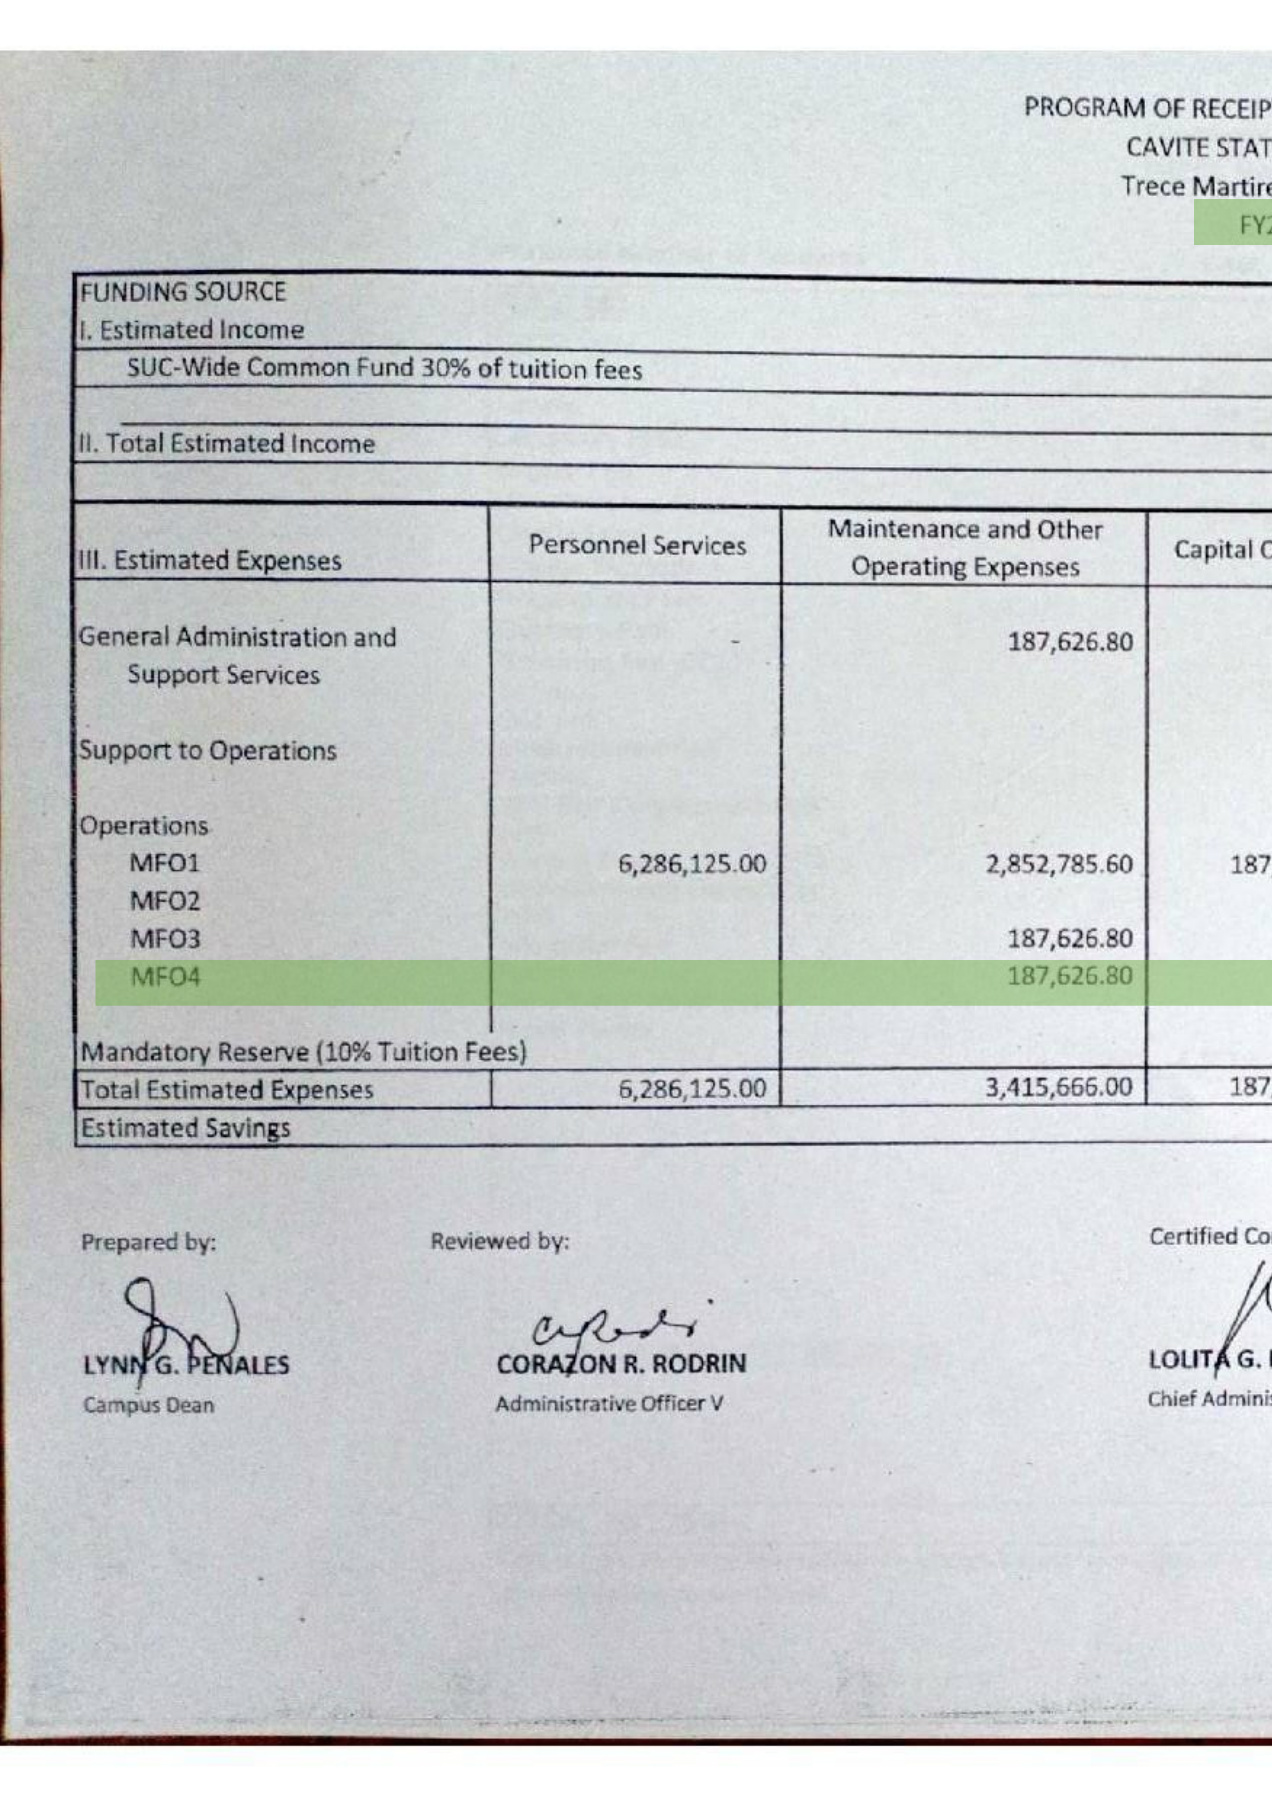 PROGRAM OF RECEIP
CAVITE STAT
Trece Martire
FY2
FUNDING SOURCE
I. Estimated Income
SUC-Wide Common Fund 30% of tuition fees
II. Total Estimated Income
III. Estimated Expenses Personnel Services Maintenance and Other Operating Expenses Capital O
General Administration and - 187,626.80
Support Services
Support to Operations
Operations
MFO1 6,286,125.00 2,852,785.60 187,
MFO2
MFO3 187,626.80
MFO4 187,626.80
Mandatory Reserve (10% Tuition Fees)
Total Estimated Expenses 6,286,125.00 3,415,666.00 187,
Estimated Savings
Prepared by: Reviewed by: Certified Co
LYNN G. PEÑALES CORAZON R. RODRIN LOLITA G.
Campus Dean Administrative Officer V Chief Adminis